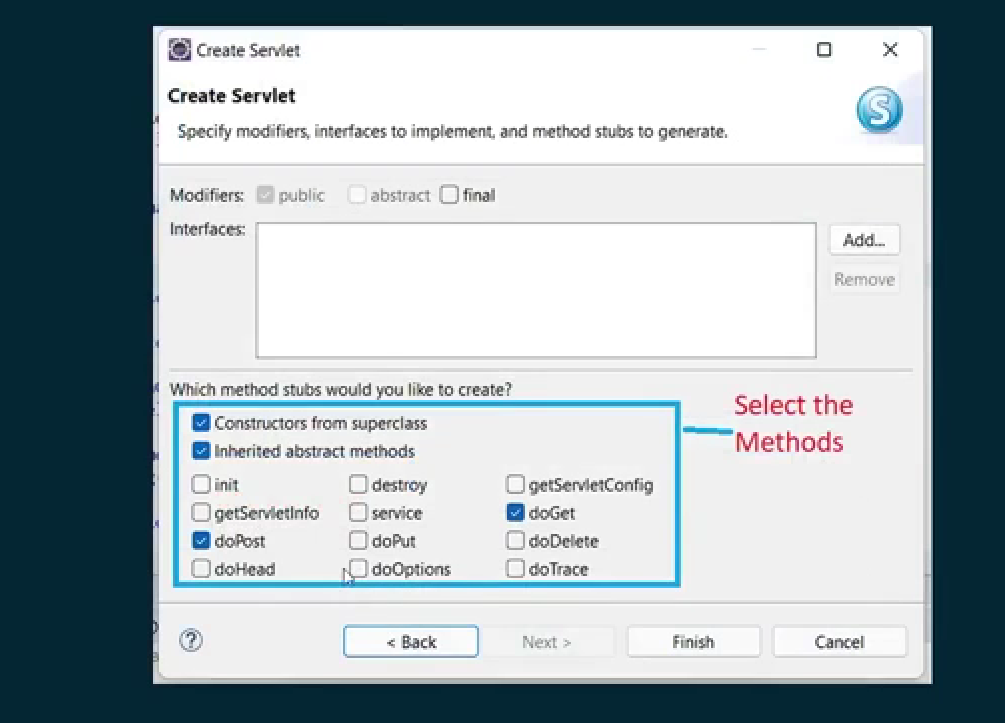 Create Servlet
Create Servlet
Specify modifiers, interfaces to implement, and method stubs to generate.
Modifiers: public abstract final
Interfaces:
Add...
Remove
Which method stubs would you like to create?
Constructors from superclass
Inherited abstract methods
init destroy getServletConfig
getServletInfo service doGet
doPost doPut doDelete
doHead doOptions doTrace
Select the
Methods
< Back Next > Finish Cancel